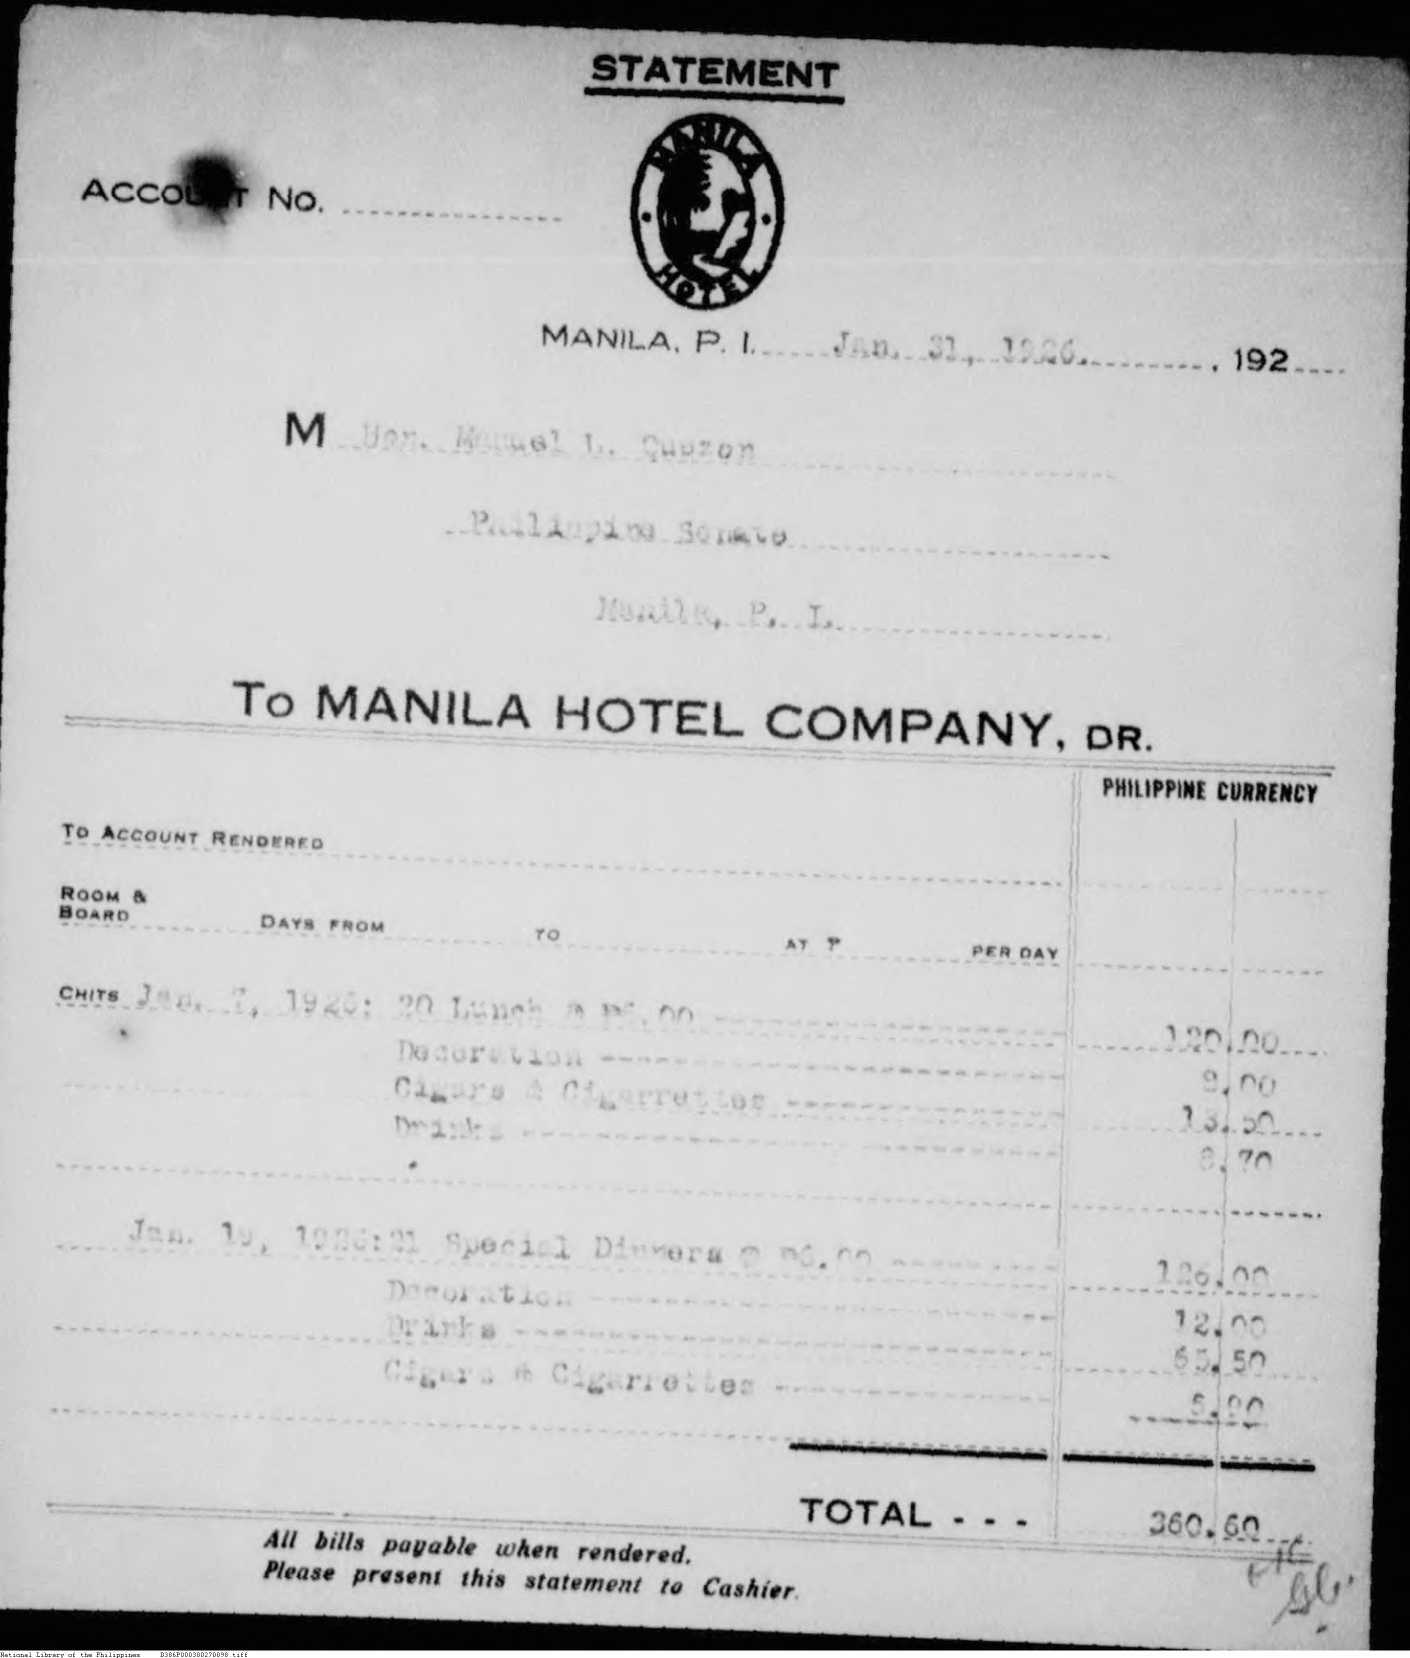 STATEMENT
MANILA
HOTEL
ACCOUNT No.
MANILA, P. I. Jan. 31, 1926. , 192
M Hon. Manuel L. Quezon
Philippine Senate
Manila, P. I.
To MANILA HOTEL COMPANY, DR.
PHILIPPINE CURRENCY
TO ACCOUNT RENDERED
ROOM &
BOARD DAYS FROM TO AT ₱ PER DAY
CHITS Jan. 7, 1926: 20 Lunch @ ₱6.00 120.00
Decoration 9.00
Cigars & Cigarrettes 13.50
Drinks 8.70
Jan. 19, 1926:21 Special Dinners @ ₱6.00 126.00
Decoration 12.00
Drinks 65.50
Cigars & Cigarrettes 5.90
TOTAL - - - 360.60
All bills payable when rendered.
Please present this statement to Cashier.
National Library of the Philippines B386P000300270098.tiff